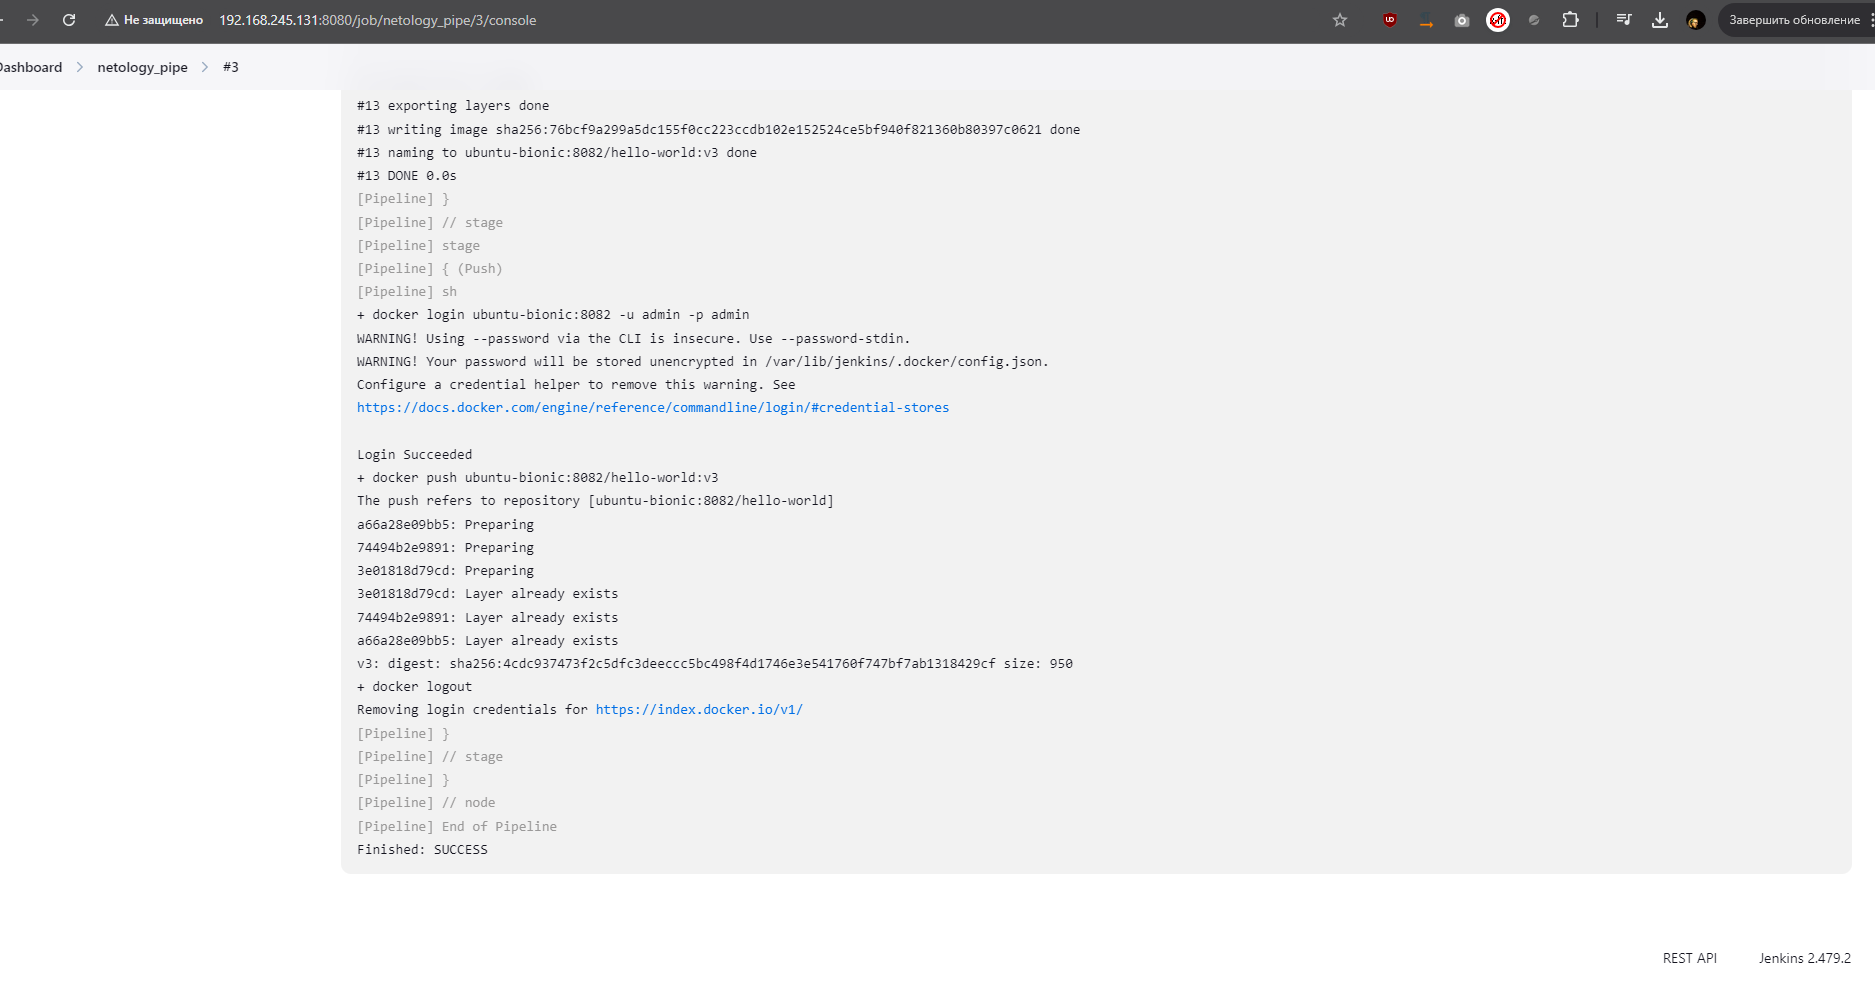 Не защищено
192.168.245.131:8080/job/netology_pipe/3/console
Завершить обновление
Dashboard
netology_pipe
#3
#13 exporting layers done
#13 writing image sha256:76bcf9a299a5dc155f0cc223ccdb102e152524ce5bf940f821360b80397c0621 done
#13 naming to ubuntu-bionic:8082/hello-world:v3 done
#13 DONE 0.0s
[Pipeline] }
[Pipeline] // stage
[Pipeline] stage
[Pipeline] { (Push)
[Pipeline] sh
+ docker login ubuntu-bionic:8082 -u admin -p admin
WARNING! Using --password via the CLI is insecure. Use --password-stdin.
WARNING! Your password will be stored unencrypted in /var/lib/jenkins/.docker/config.json.
Configure a credential helper to remove this warning. See
https://docs.docker.com/engine/reference/commandline/login/#credential-stores
Login Succeeded
+ docker push ubuntu-bionic:8082/hello-world:v3
The push refers to repository [ubuntu-bionic:8082/hello-world]
a66a28e09bb5: Preparing
74494b2e9891: Preparing
3e01818d79cd: Preparing
3e01818d79cd: Layer already exists
74494b2e9891: Layer already exists
a66a28e09bb5: Layer already exists
v3: digest: sha256:4cdc937473f2c5dfc3deeccc5bc498f4d1746e3e541760f747bf7ab1318429cf size: 950
+ docker logout
Removing login credentials for https://index.docker.io/v1/
[Pipeline] }
[Pipeline] // stage
[Pipeline] }
[Pipeline] // node
[Pipeline] End of Pipeline
Finished: SUCCESS
REST API
Jenkins 2.479.2